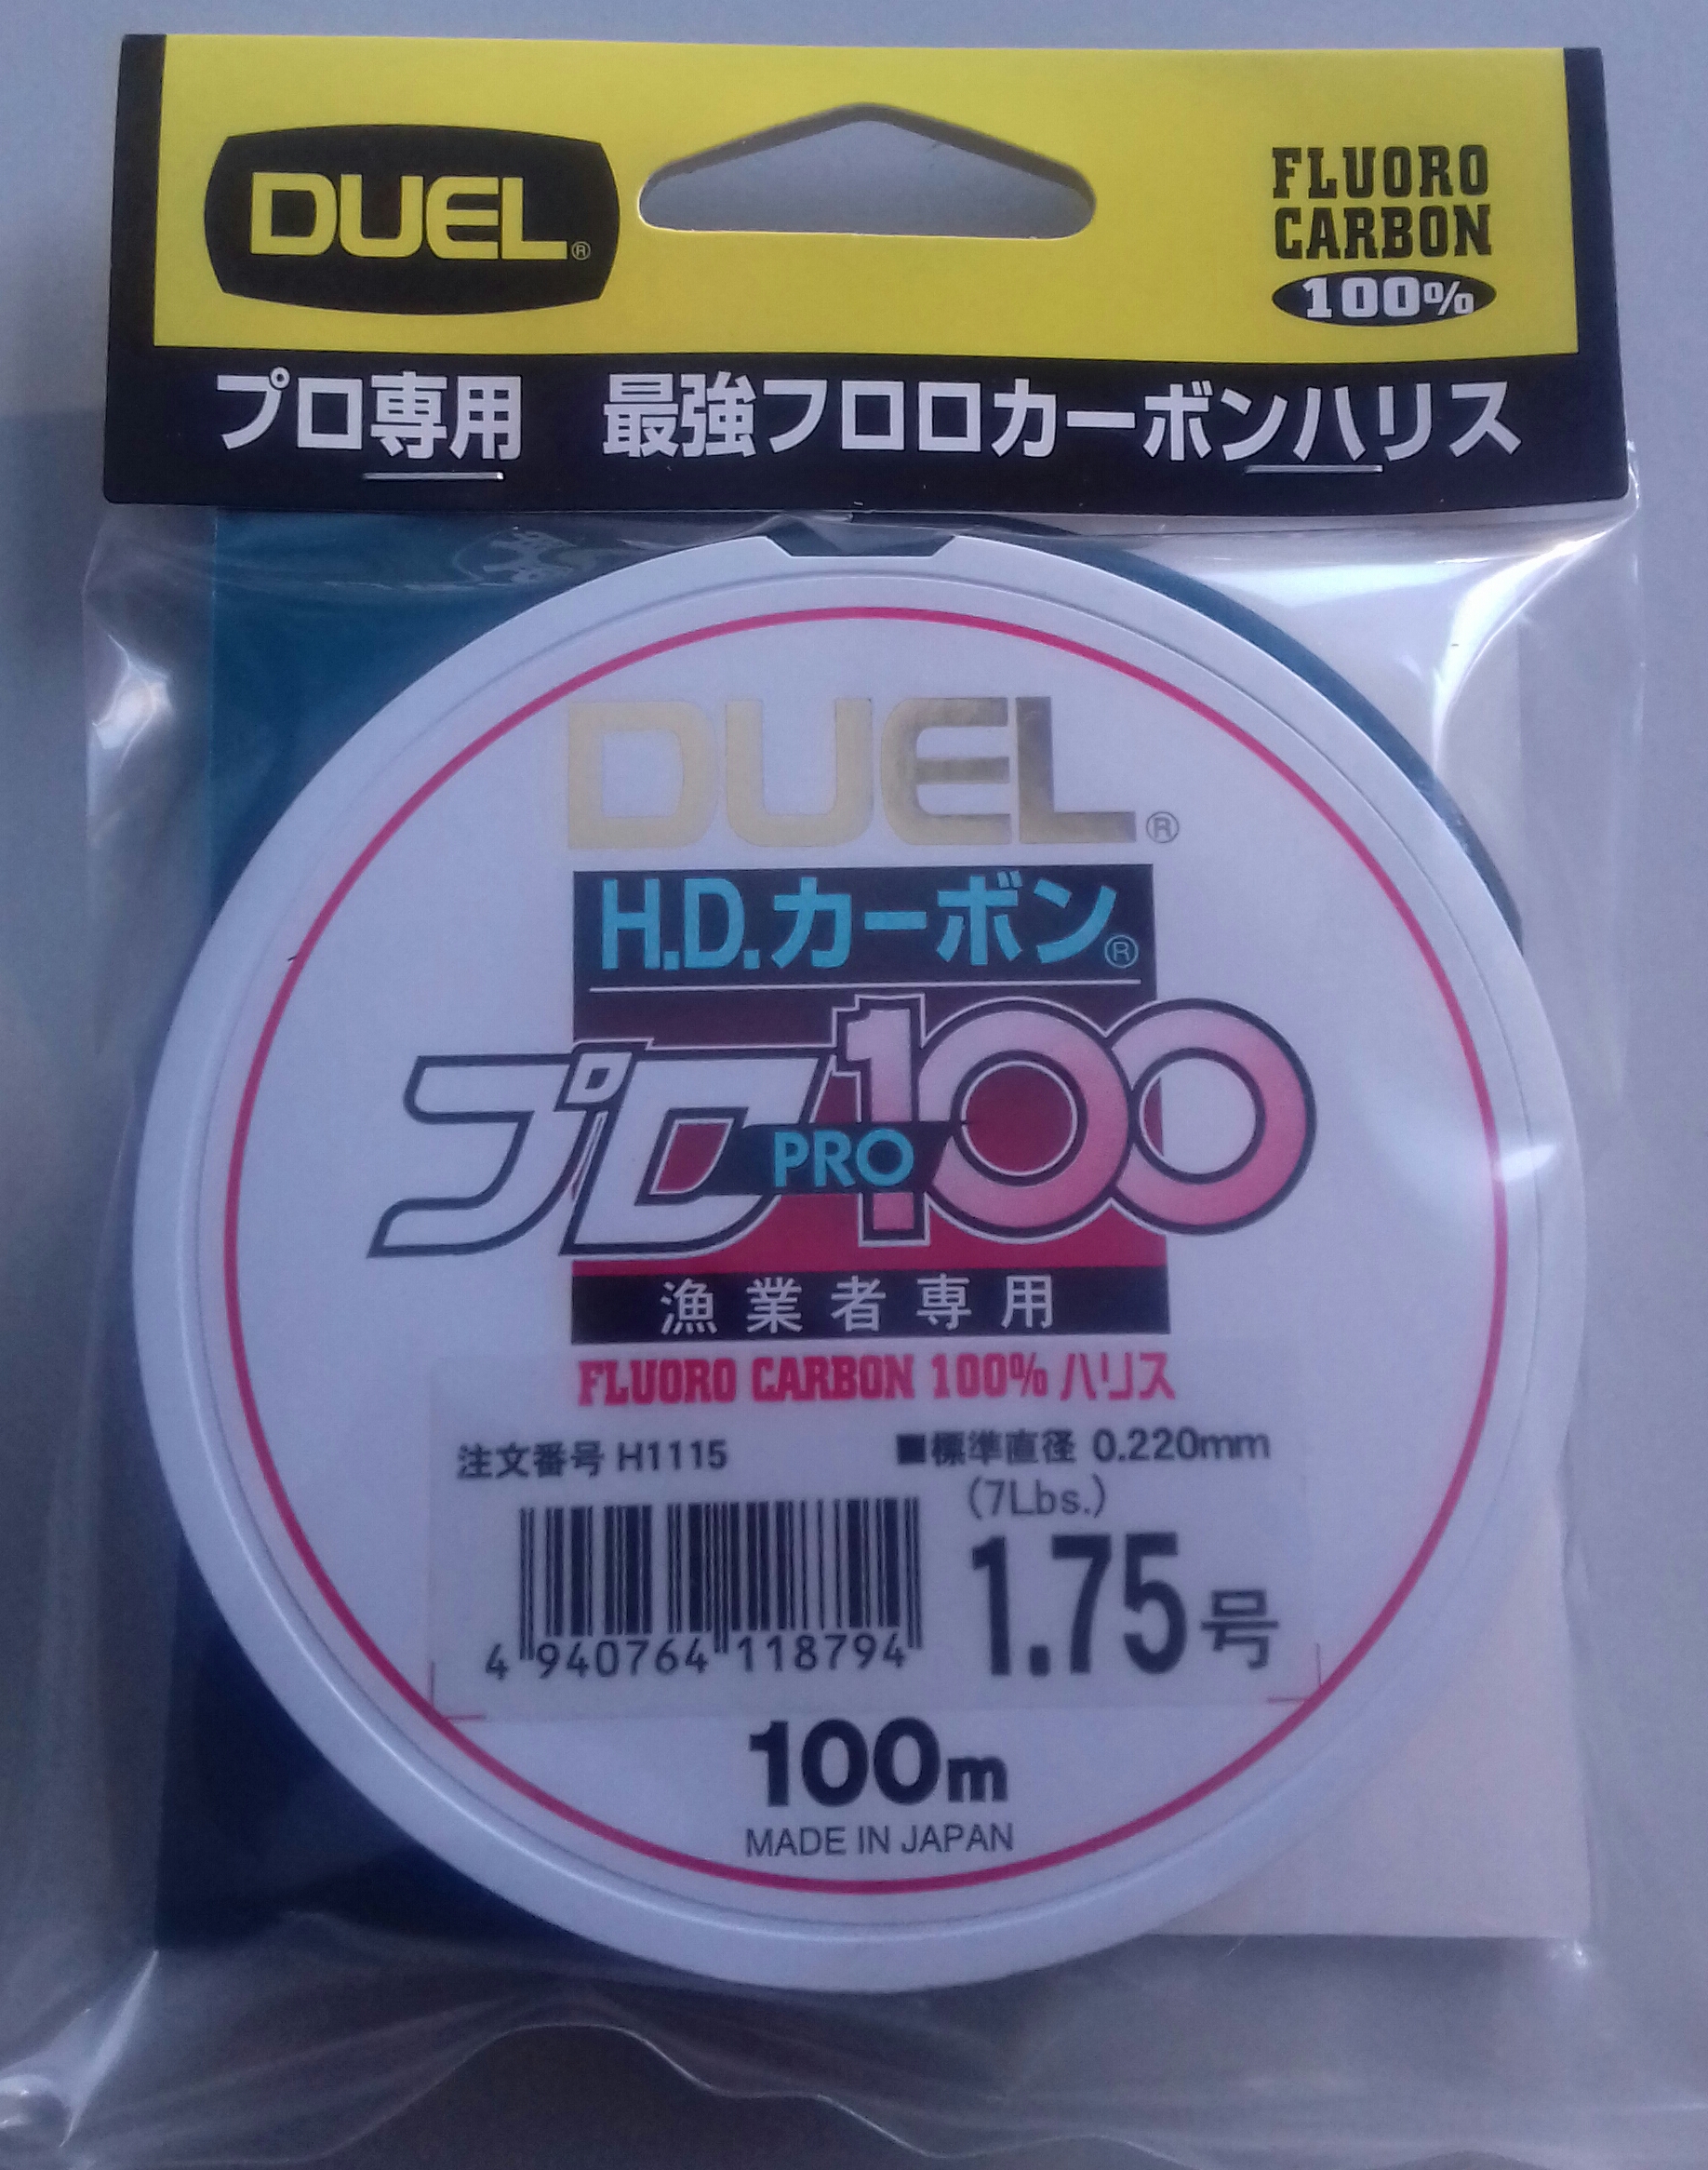 DUEL®
FLUORO
CARBON
100%
プロ専用 最強フロロカーボンハリス
DUEL®
H.D.カーボン®
プロ100
PRO
漁業者専用
FLUORO CARBON 100% ハリス
注文番号 H1115 ■標準直径 0.220mm
(7Lbs.)
1.75号
4 940764 118794
100m
MADE IN JAPAN